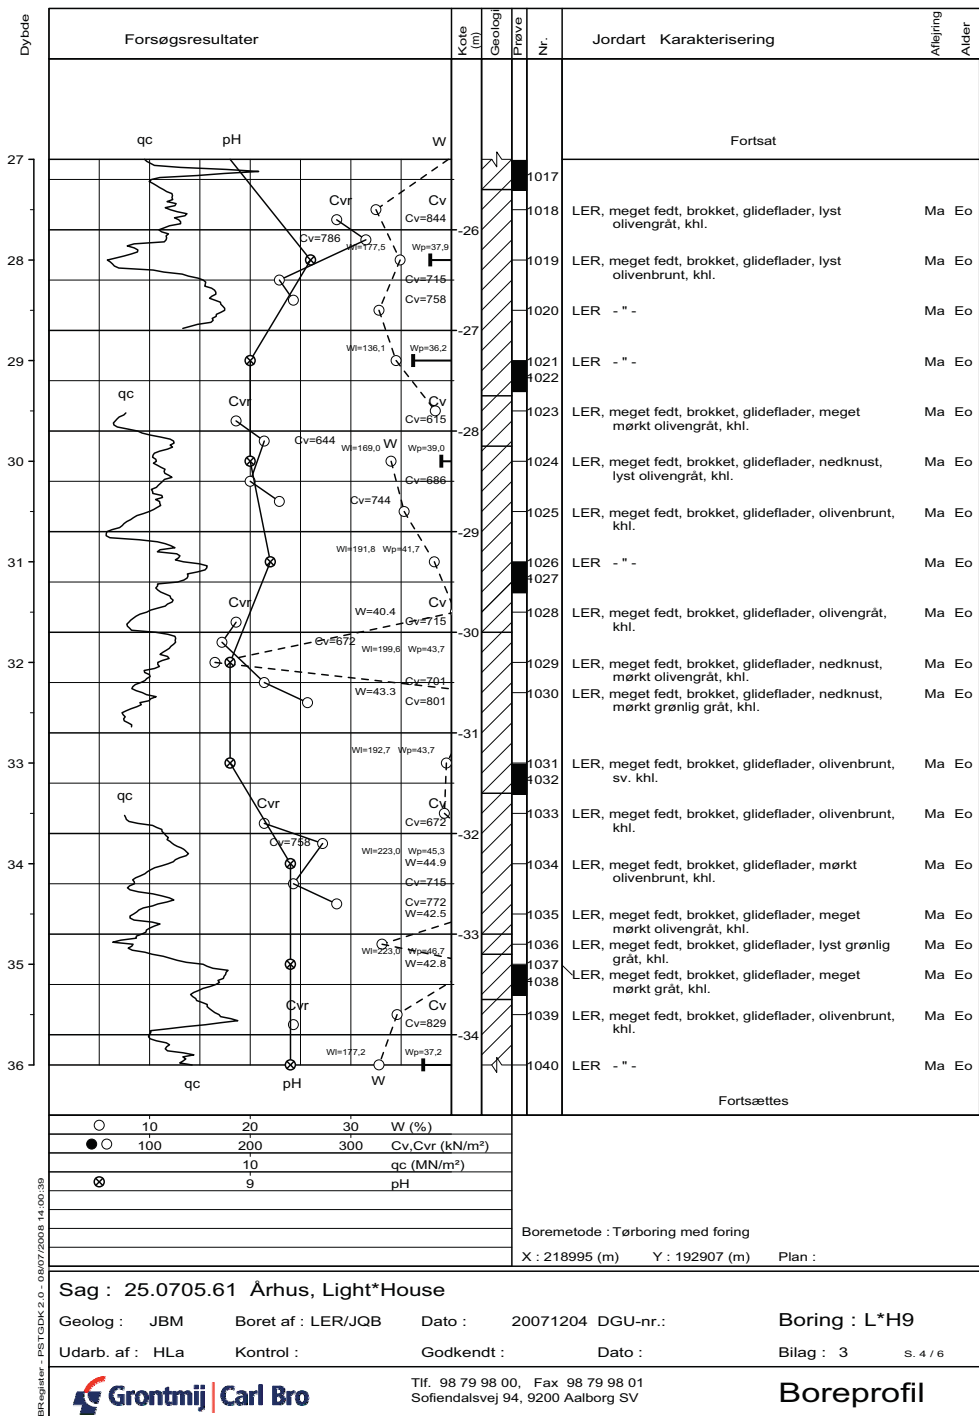 Dybde
Forsøgsresultater
Kote (m)
Geologi
Prøve
Nr.
Jordart Karakterisering
Aflejring
Alder
Fortsat
qc pH W
27
1017
Cvr Cv
Cv=844
1018 LER, meget fedt, brokket, glideflader, lyst Ma Eo
olivengråt, khl.
-26
Cv=786
Wl=177,5 Wp=37,9
28
1019 LER, meget fedt, brokket, glideflader, lyst Ma Eo
olivenbrunt, khl.
Cv=715
Cv=758
1020 LER - " - Ma Eo
-27
Wl=136,1 Wp=36,2
29
1021 LER - " - Ma Eo
1022
qc Cvr Cv
Cv=615
1023 LER, meget fedt, brokket, glideflader, meget Ma Eo
mørkt olivengråt, khl.
-28
Cv=644
Wl=169,0 W Wp=39,0
30
1024 LER, meget fedt, brokket, glideflader, nedknust, Ma Eo
lyst olivengråt, khl.
Cv=686
Cv=744
1025 LER, meget fedt, brokket, glideflader, olivenbrunt, Ma Eo
khl.
-29
Wl=191,8 Wp=41,7
31
1026 LER - " - Ma Eo
1027
W=40.4
Cvr Cv
Cv=715
1028 LER, meget fedt, brokket, glideflader, olivengråt, Ma Eo
khl.
-30
Cv=672
Wl=199,6 Wp=43,7
32
1029 LER, meget fedt, brokket, glideflader, nedknust, Ma Eo
mørkt olivengråt, khl.
Cv=701
W=43.3
Cv=801
1030 LER, meget fedt, brokket, glideflader, nedknust, Ma Eo
mørkt grønlig gråt, khl.
-31
Wl=192,7 Wp=43,7
33
1031 LER, meget fedt, brokket, glideflader, olivenbrunt, Ma Eo
1032 sv. khl.
qc Cvr Cv
Cv=672
1033 LER, meget fedt, brokket, glideflader, olivenbrunt, Ma Eo
khl.
-32
Cv=758
Wl=223,0 Wp=45,3
W=44.9
34
1034 LER, meget fedt, brokket, glideflader, mørkt Ma Eo
olivenbrunt, khl.
Cv=715
Cv=772
W=42.5
1035 LER, meget fedt, brokket, glideflader, meget Ma Eo
mørkt olivengråt, khl.
-33
1036 LER, meget fedt, brokket, glideflader, lyst grønlig Ma Eo
gråt, khl.
Wl=223,0 Wp=46,7
W=42.8
35
1037
1038 LER, meget fedt, brokket, glideflader, meget Ma Eo
mørkt gråt, khl.
Cvr Cv
Cv=829
1039 LER, meget fedt, brokket, glideflader, olivenbrunt, Ma Eo
khl.
-34
Wl=177,2 Wp=37,2
36
1040 LER - " - Ma Eo
qc pH W
Fortsættes
10 20 30 W (%)
100 200 300 Cv,Cvr (kN/m²)
10 qc (MN/m²)
9 pH
Boremetode : Tørboring med foring
X : 218995 (m) Y : 192907 (m) Plan :
BRegister - PSTGDK 2.0 - 08/07/2008 14:00:39
Sag : 25.0705.61 Århus, Light*House
Geolog : JBM Boret af : LER/JQB Dato : 20071204 DGU-nr.: Boring : L*H9
Udarb. af : HLa Kontrol : Godkendt : Dato : Bilag : 3 S. 4 / 6
Grontmij | Carl Bro
Tlf. 98 79 98 00, Fax 98 79 98 01
Sofiendalsvej 94, 9200 Aalborg SV
Boreprofil